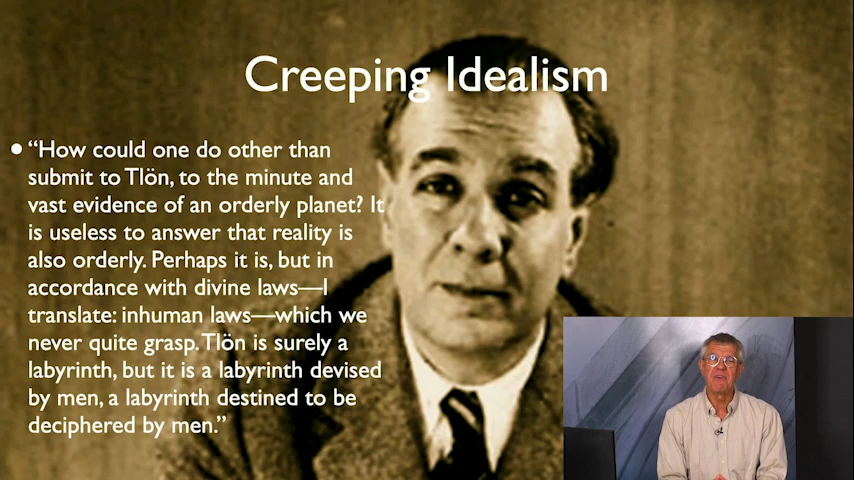 Creeping Idealism
• “How could one do other than
submit to Tlön, to the minute and
vast evidence of an orderly planet? It
is useless to answer that reality is
also orderly. Perhaps it is, but in
accordance with divine laws—I
translate: inhuman laws—which we
never quite grasp. Tlön is surely a
labyrinth, but it is a labyrinth devised
by men, a labyrinth destined to be
deciphered by men.”